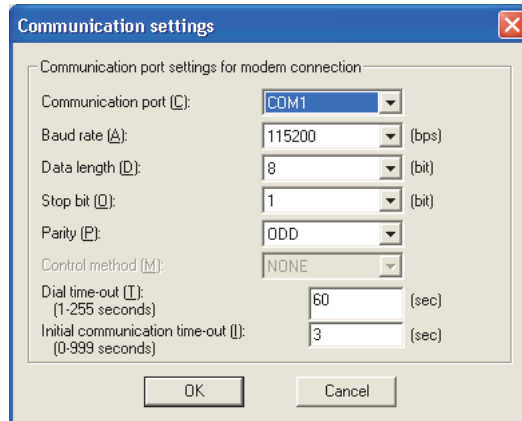 Communication settings
Communication port settings for modem connection
Communication port (C): COM1
Baud rate (A): 115200 (bps)
Data length (D): 8 (bit)
Stop bit (O): 1 (bit)
Parity (P): ODD
Control method (M): NONE
Dial time-out (T): 60 (sec)
(1-255 seconds)
Initial communication time-out (I): 3 (sec)
(0-999 seconds)
OK Cancel